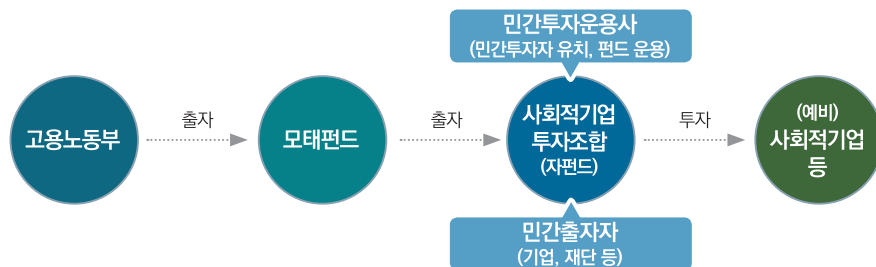 민간투자운용사
(민간투자자 유치, 펀드 운용)
고용노동부
출자
모태펀드
출자
사회적기업
투자조합
(자펀드)
투자
(예비)
사회적기업
등
민간출자자
(기업, 재단 등)